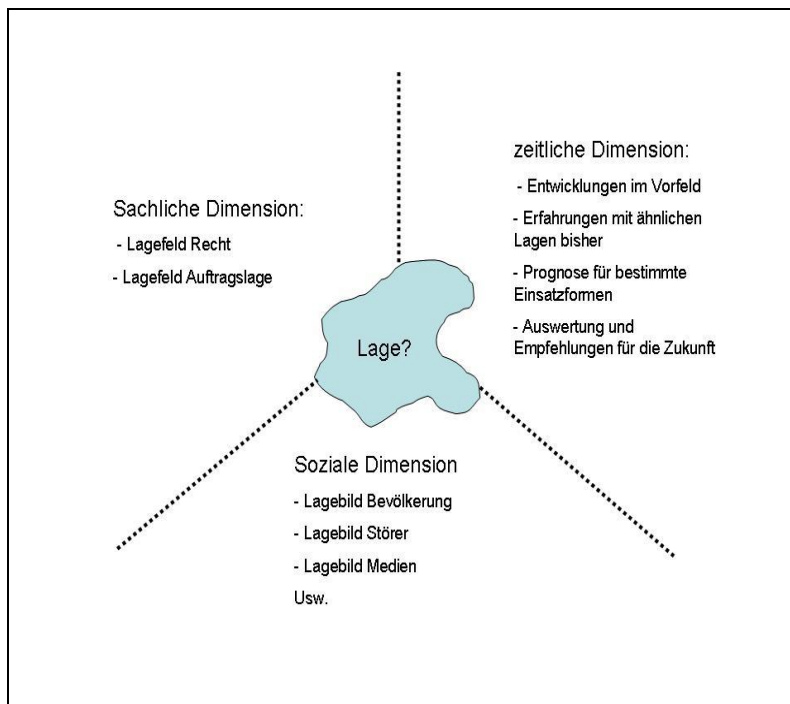 Sachliche Dimension:
- Lagefeld Recht
- Lagefeld Auftragslage
zeitliche Dimension:
- Entwicklungen im Vorfeld
- Erfahrungen mit ähnlichen
Lagen bisher
- Prognose für bestimmte
Einsatzformen
- Auswertung und
Empfehlungen für die Zukunft
Lage?
Soziale Dimension
- Lagebild Bevölkerung
- Lagebild Störer
- Lagebild Medien
Usw.